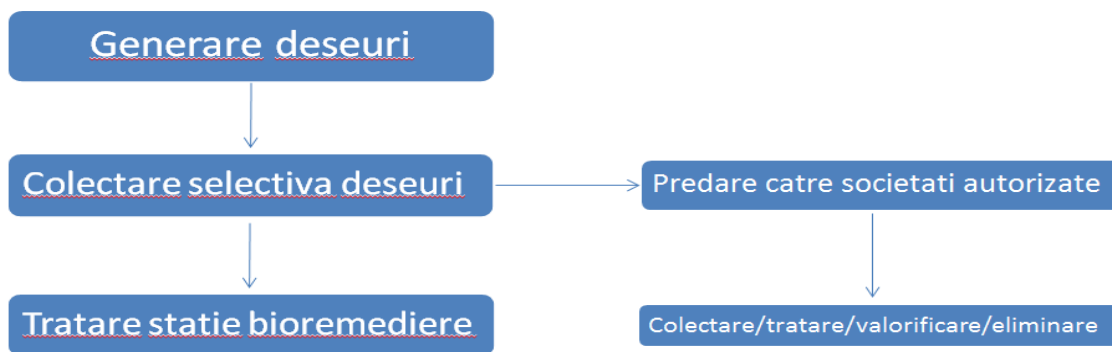 Generare deseuri
Colectare selectiva deseuri
Predare catre societati autorizate
Tratare statie bioremediere
Colectare/tratare/valorificare/eliminare